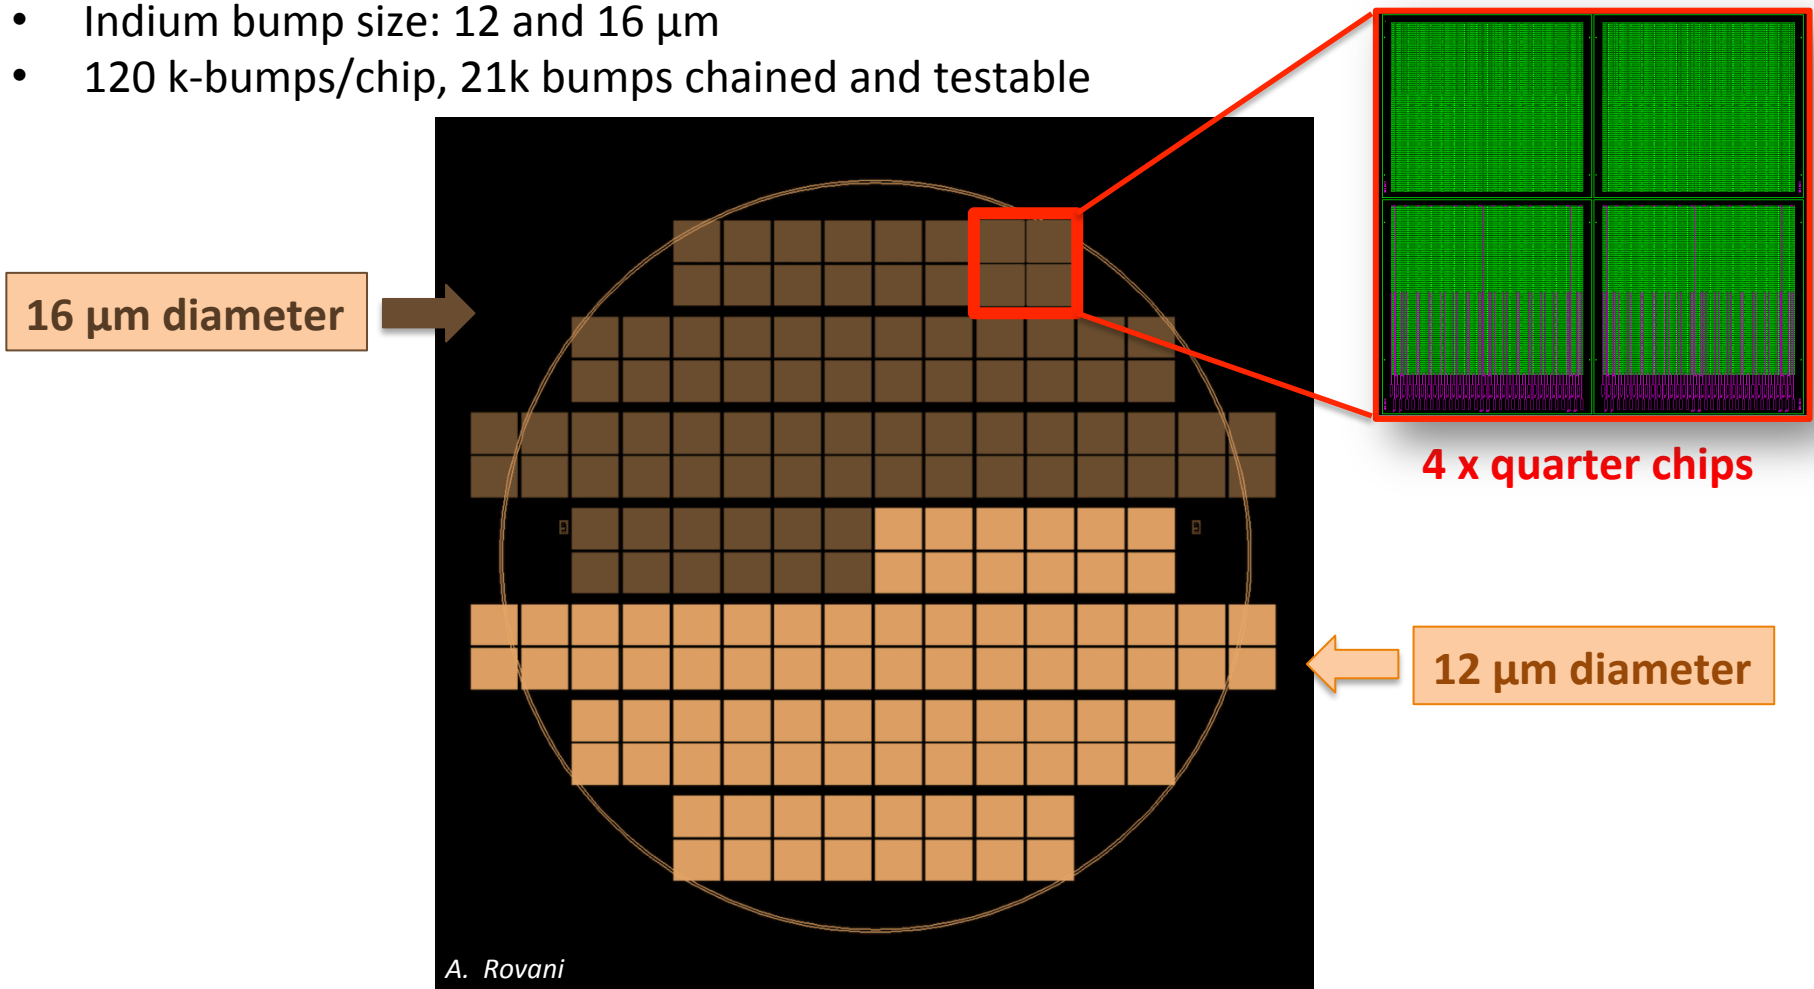 • Indium bump size: 12 and 16 μm
• 120 k-bumps/chip, 21k bumps chained and testable
16 μm diameter
4 x quarter chips
12 μm diameter
A. Rovani